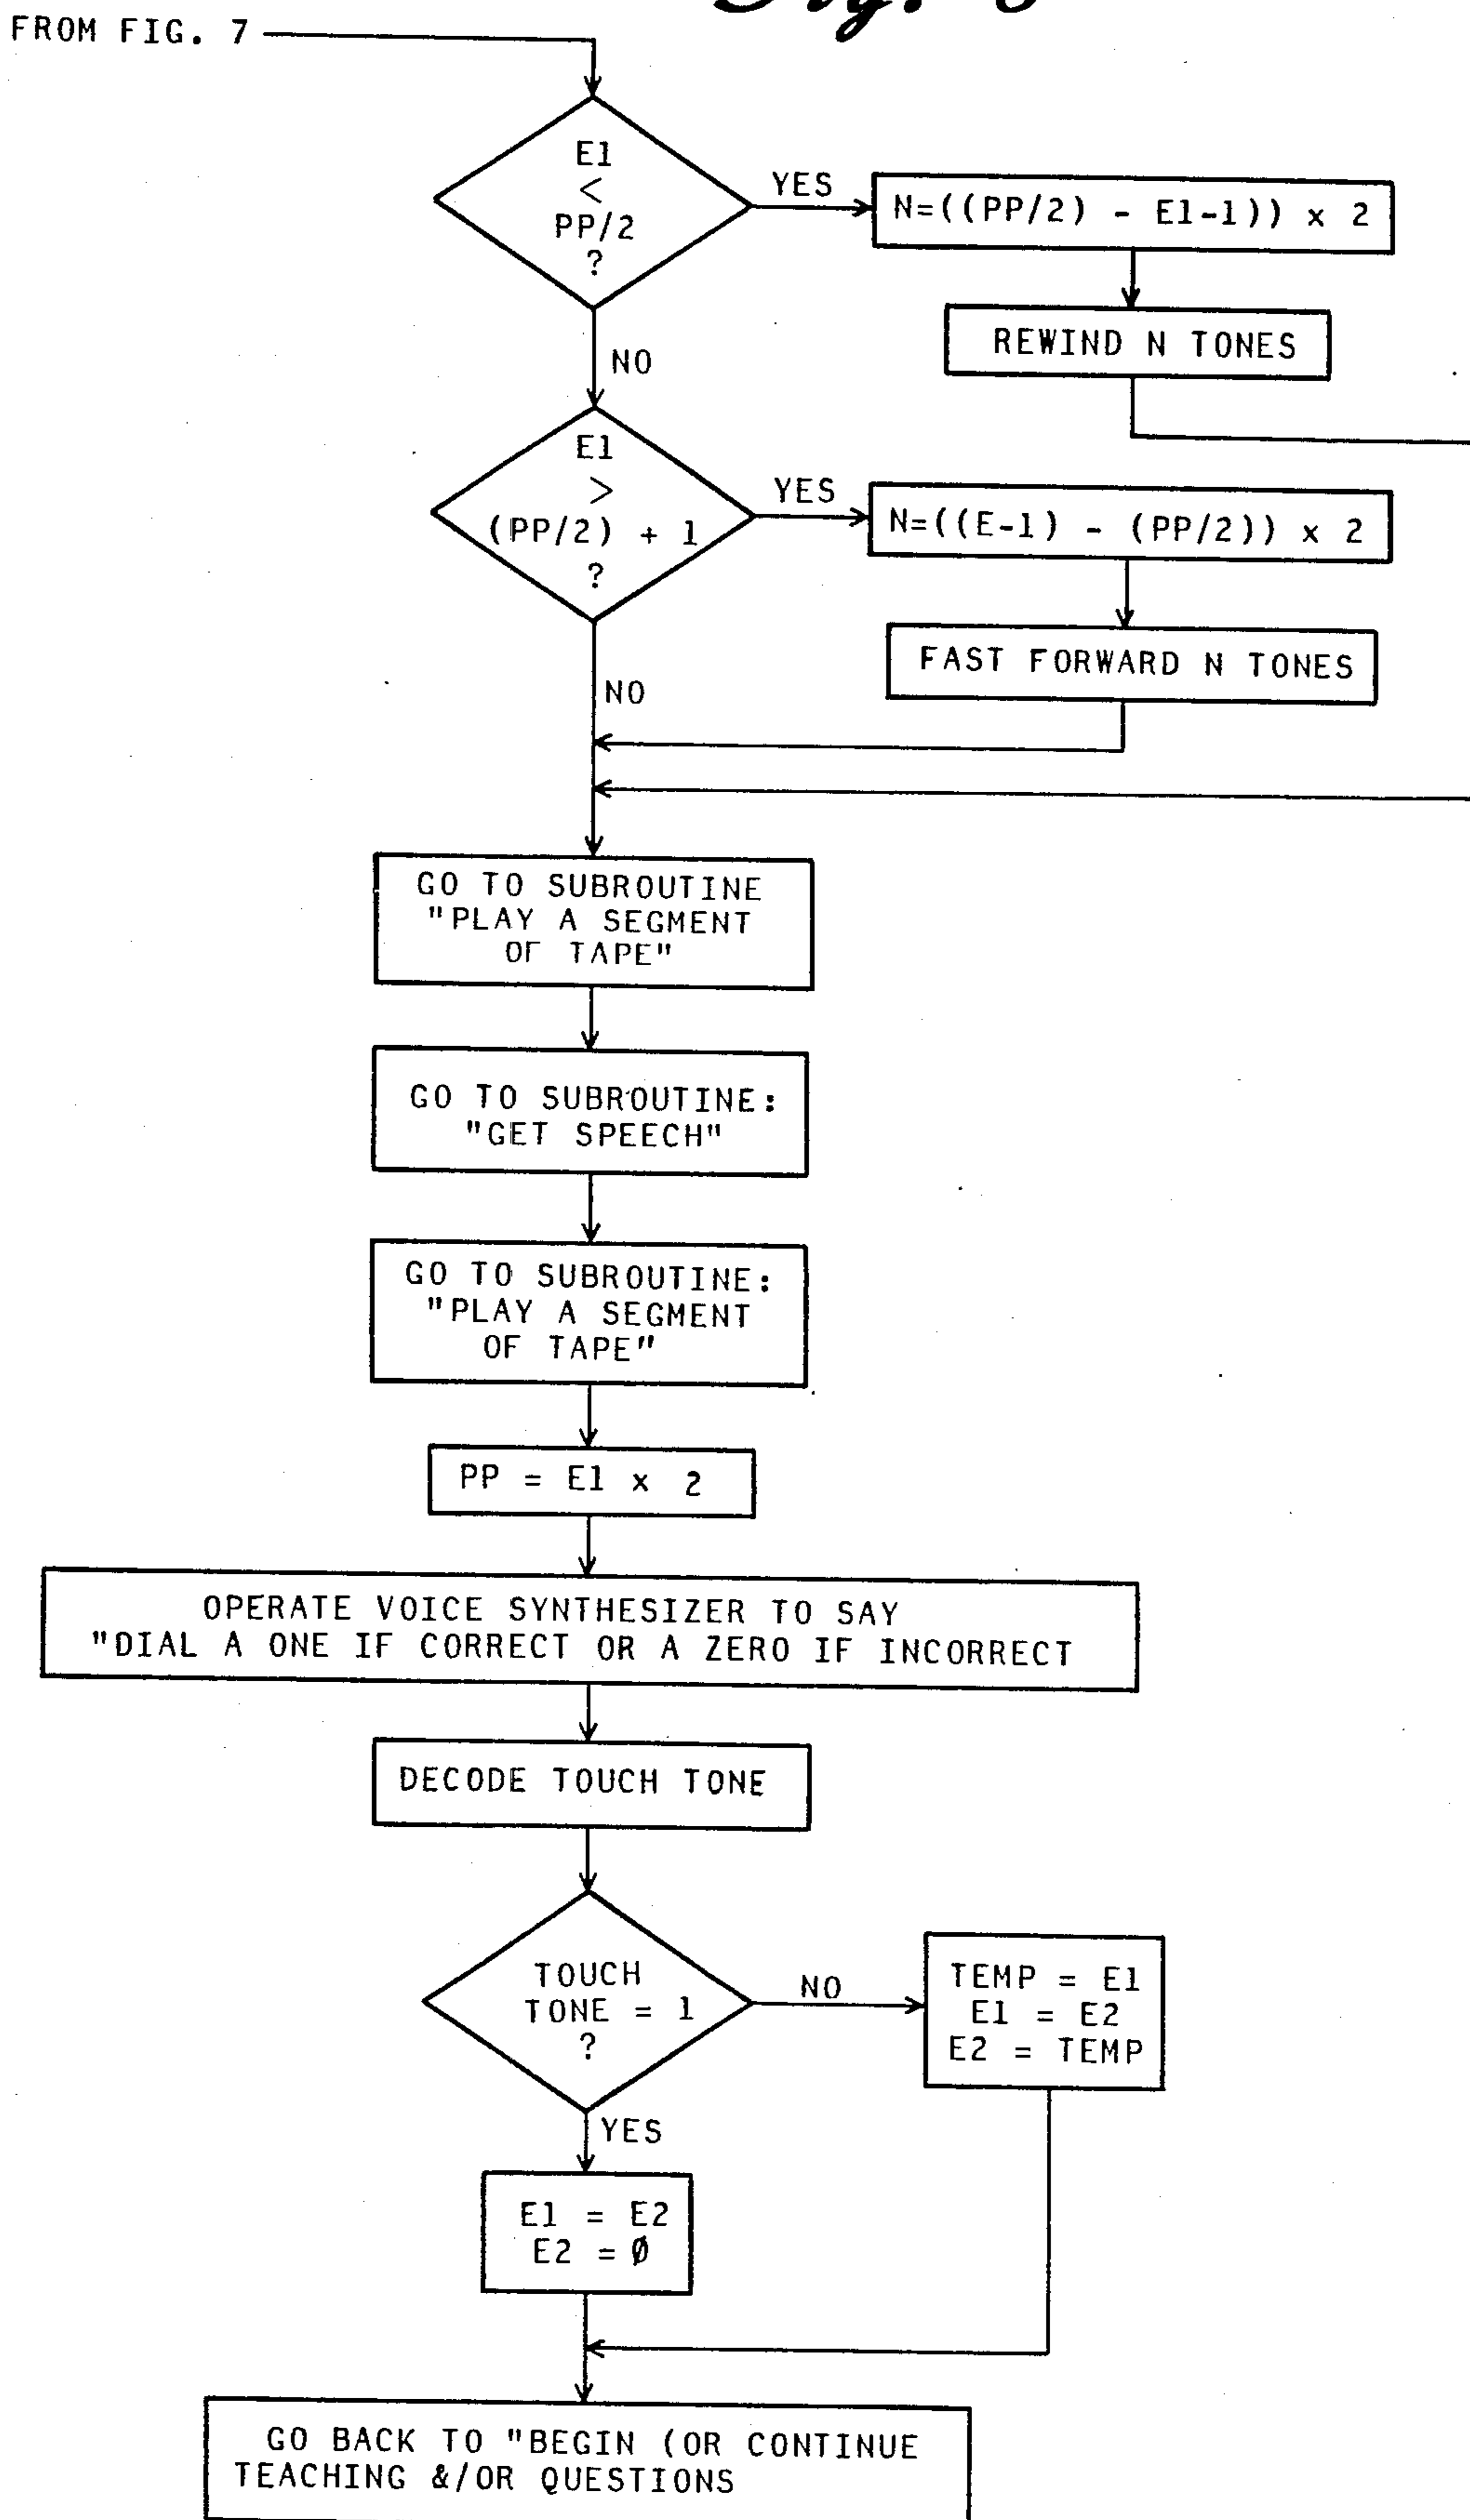 FROM FIG. 7
E1
<
PP/2
?
YES
N=((PP/2) - E1-1)) x 2
REWIND N TONES
NO
E1
>
(PP/2) + 1
?
YES
N=((E-1) - (PP/2)) x 2
FAST FORWARD N TONES
NO
GO TO SUBROUTINE
"PLAY A SEGMENT
OF TAPE"
GO TO SUBROUTINE:
"GET SPEECH"
GO TO SUBROUTINE:
"PLAY A SEGMENT
OF TAPE"
PP = E1 x 2
OPERATE VOICE SYNTHESIZER TO SAY
"DIAL A ONE IF CORRECT OR A ZERO IF INCORRECT
DECODE TOUCH TONE
TOUCH
TONE = 1
?
NO
TEMP = E1
E1 = E2
E2 = TEMP
YES
E1 = E2
E2 = Ø
GO BACK TO "BEGIN (OR CONTINUE
TEACHING &/OR QUESTIONS